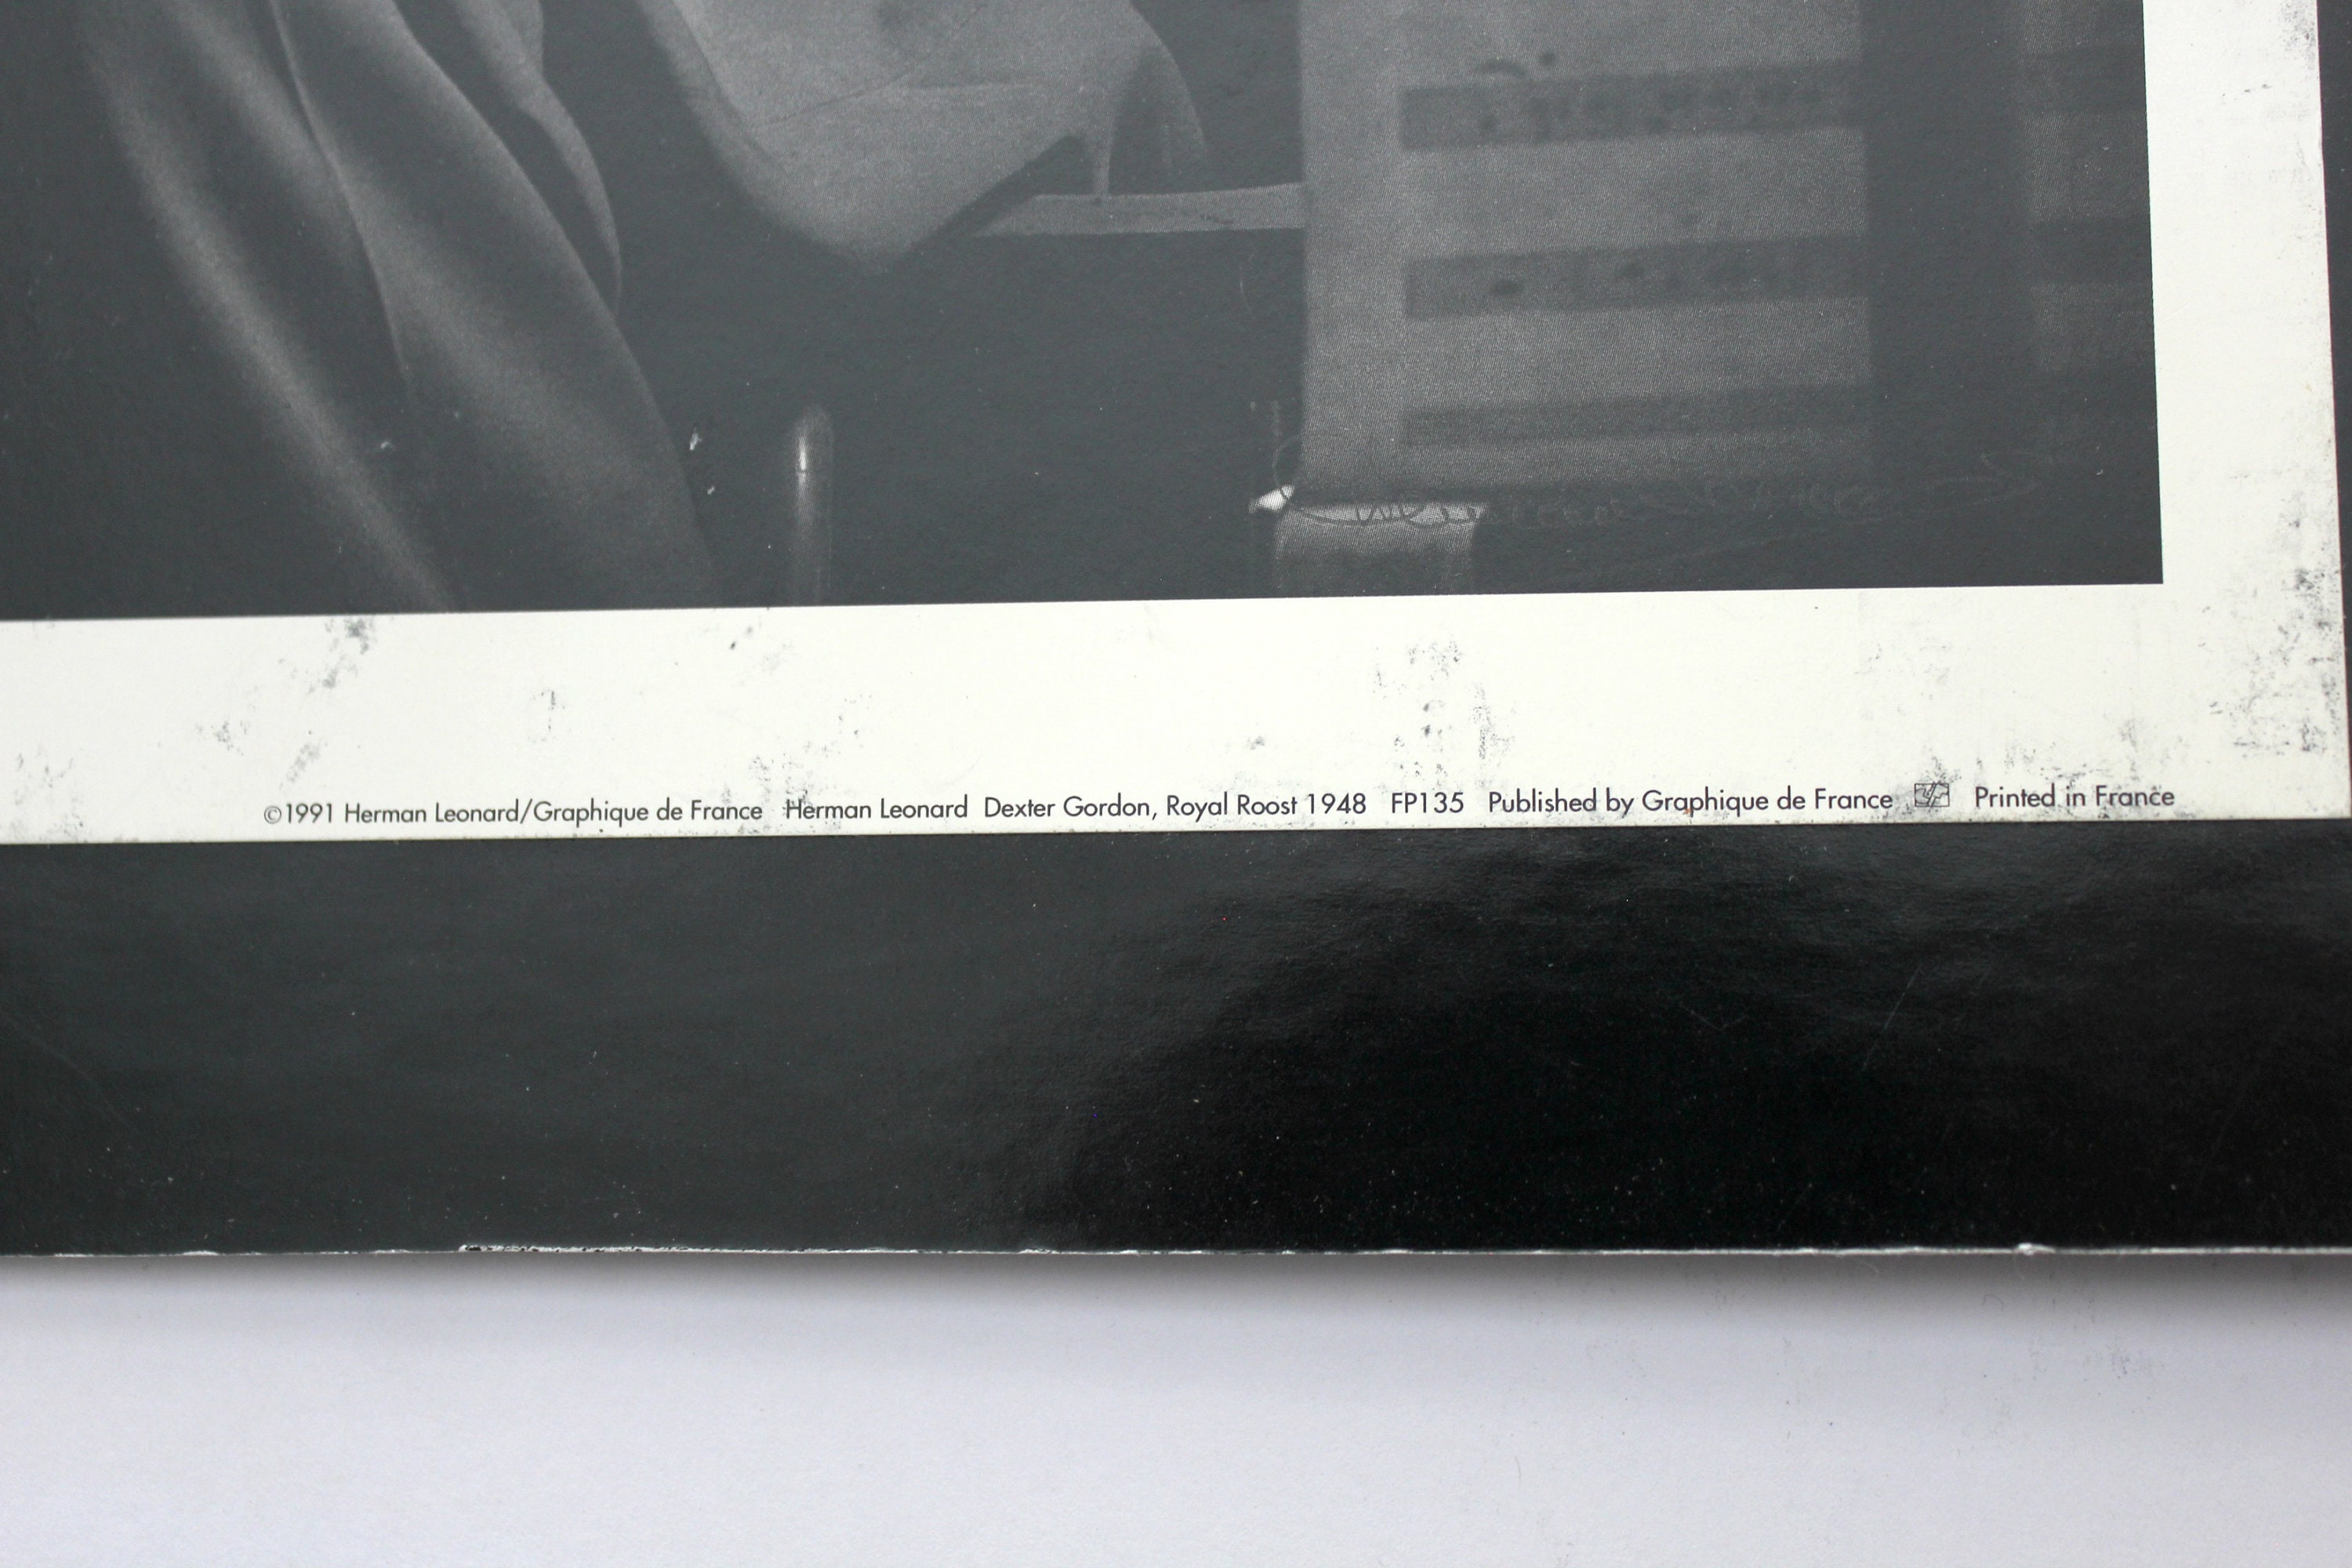 ©1991 Herman Leonard/Graphique de France Herman Leonard Dexter Gordon, Royal Roost 1948 FP135 Published by Graphique de France Printed in France